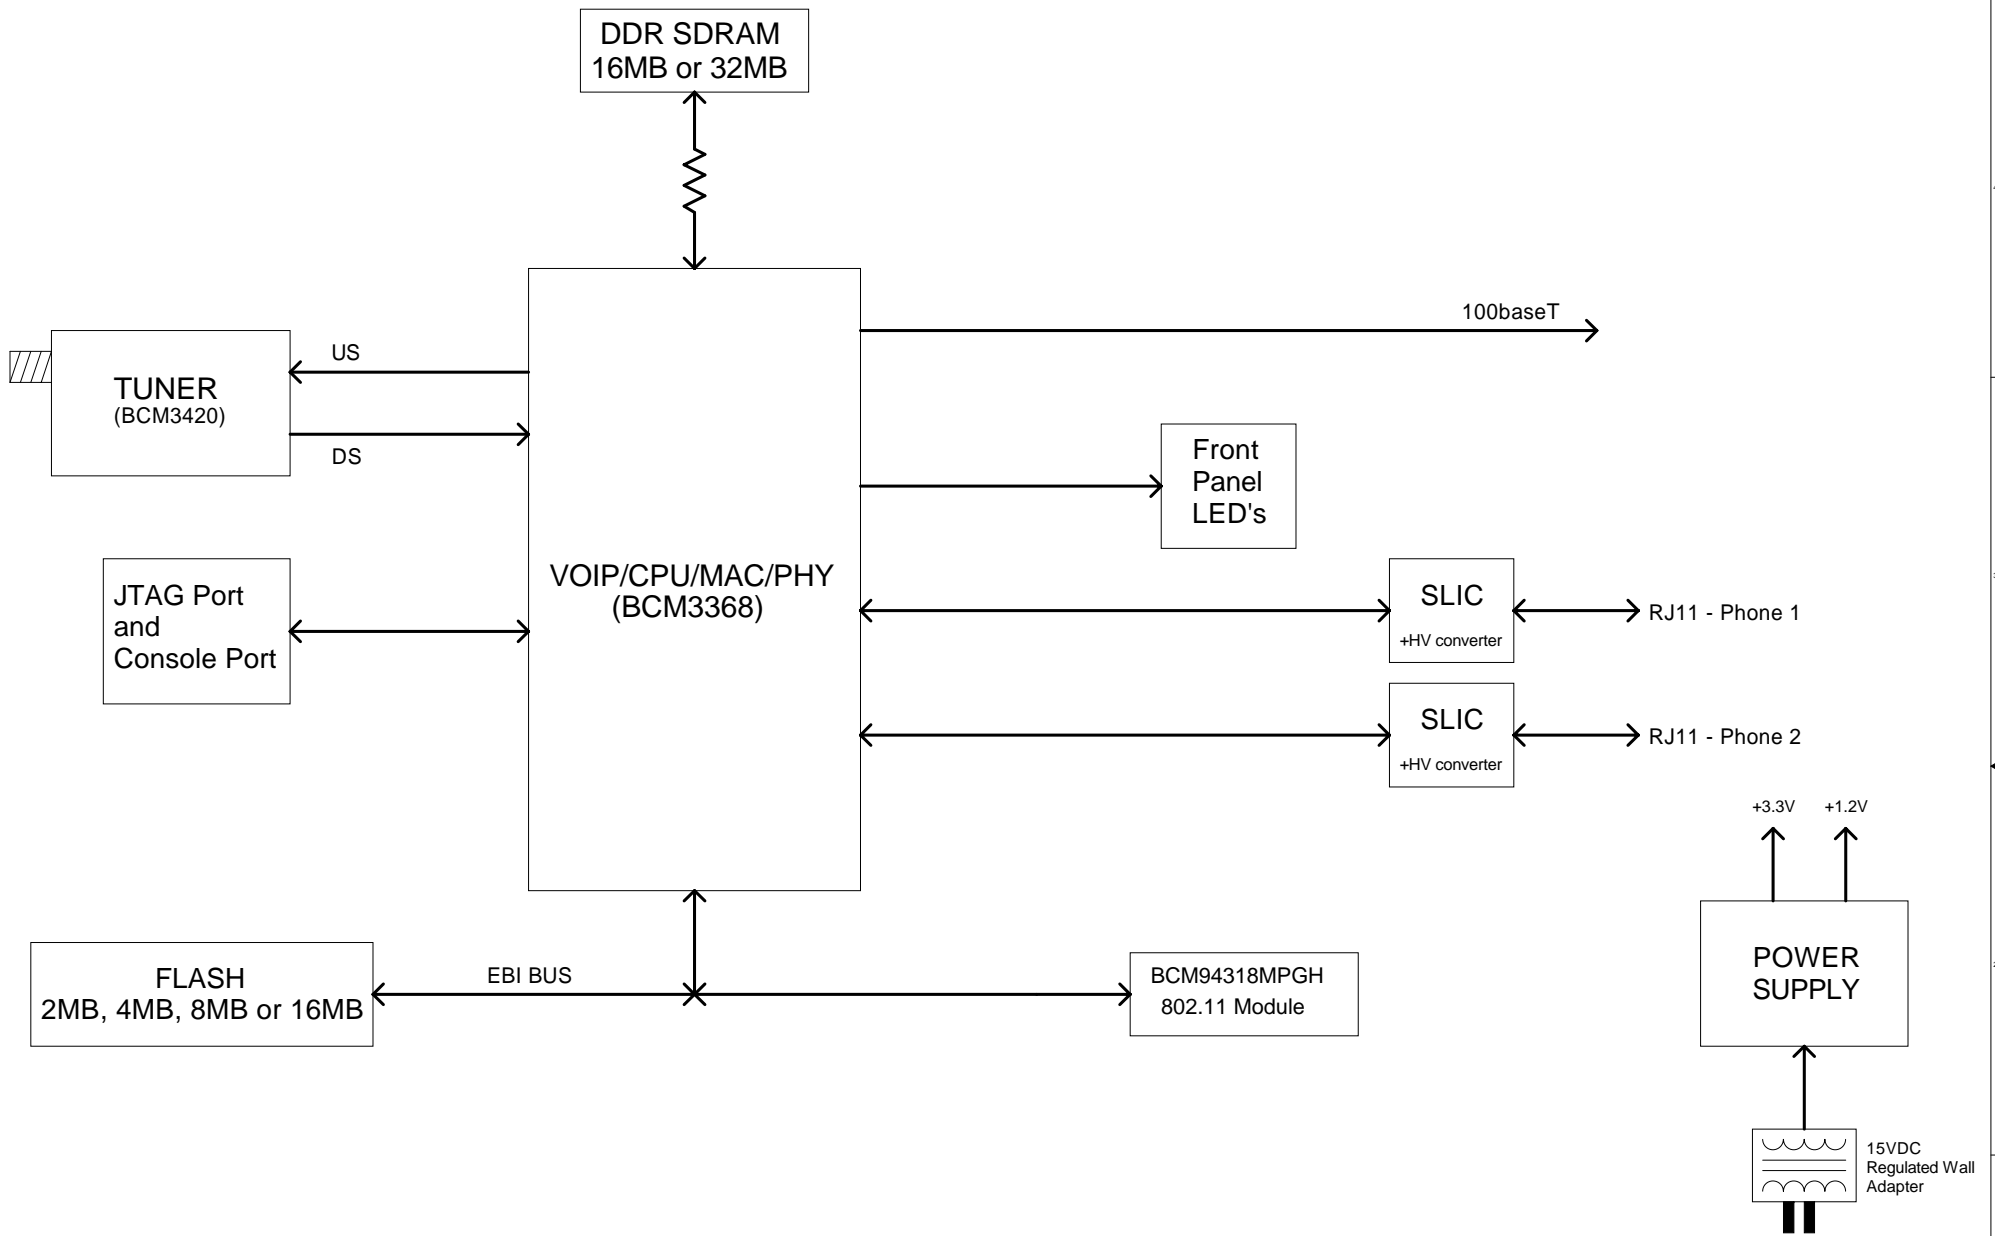 DDR SDRAM
16MB or 32MB
100baseT
US
TUNER
(BCM3420)
DS
Front
Panel
LED's
VOIP/CPU/MAC/PHY
(BCM3368)
JTAG Port
and
Console Port
SLIC
+HV converter
RJ11 - Phone 1
SLIC
+HV converter
RJ11 - Phone 2
+3.3V
+1.2V
POWER
SUPPLY
FLASH
2MB, 4MB, 8MB or 16MB
EBI BUS
BCM94318MPGH
802.11 Module
15VDC
Regulated Wall
Adapter